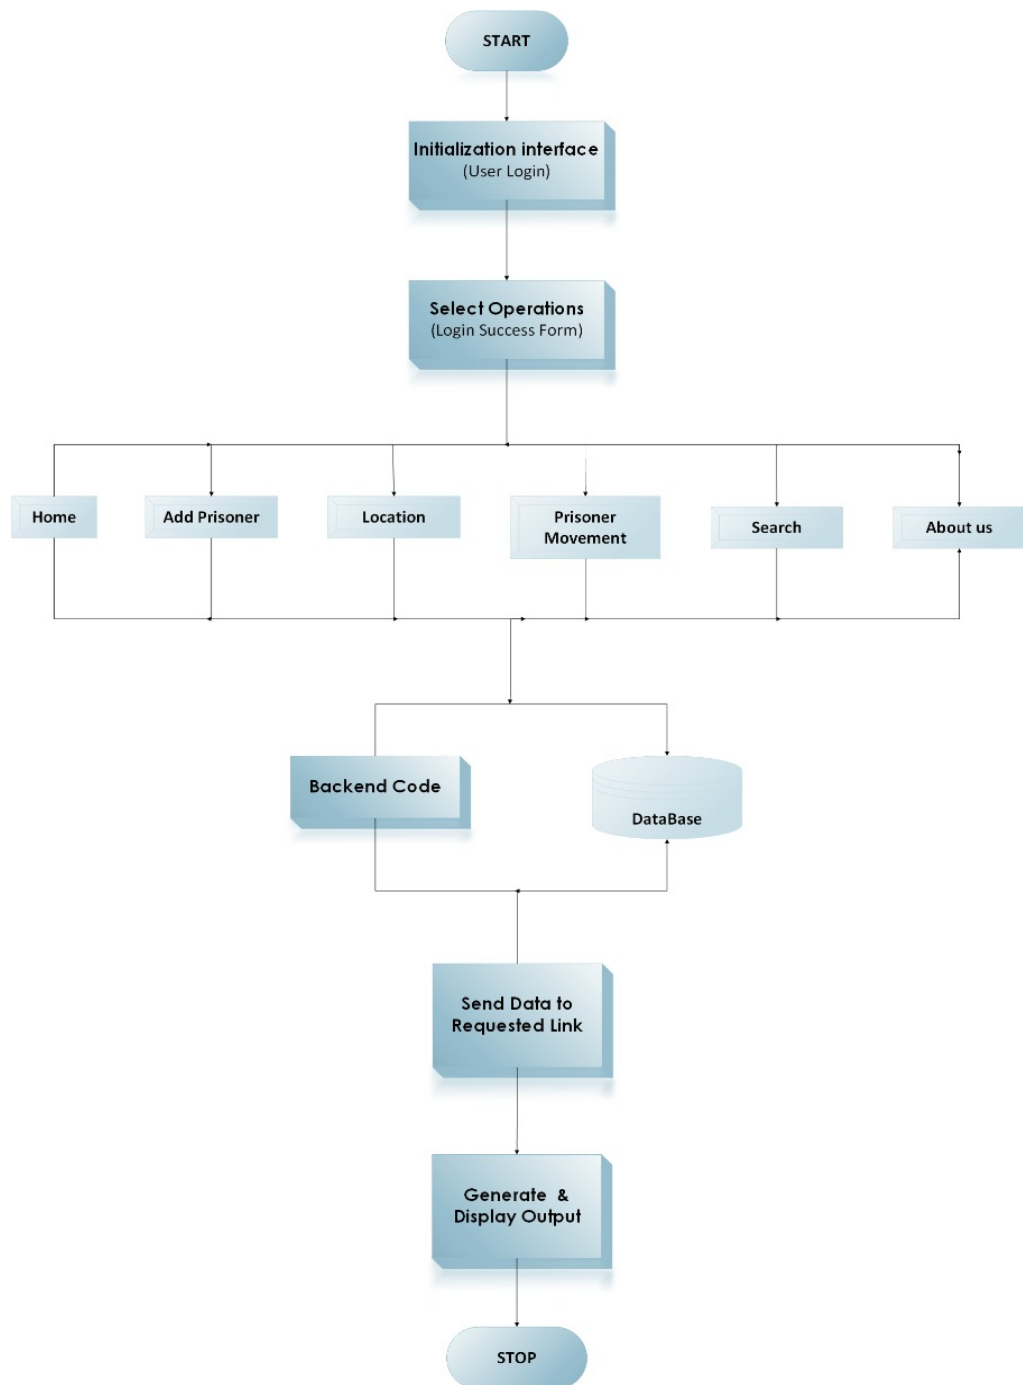 START
Initialization interface
(User Login)
Select Operations
(Login Success Form)
Home
Add Prisoner
Location
Prisoner
Movement
Search
About us
Backend Code
DataBase
Send Data to
Requested Link
Generate &
Display Output
STOP